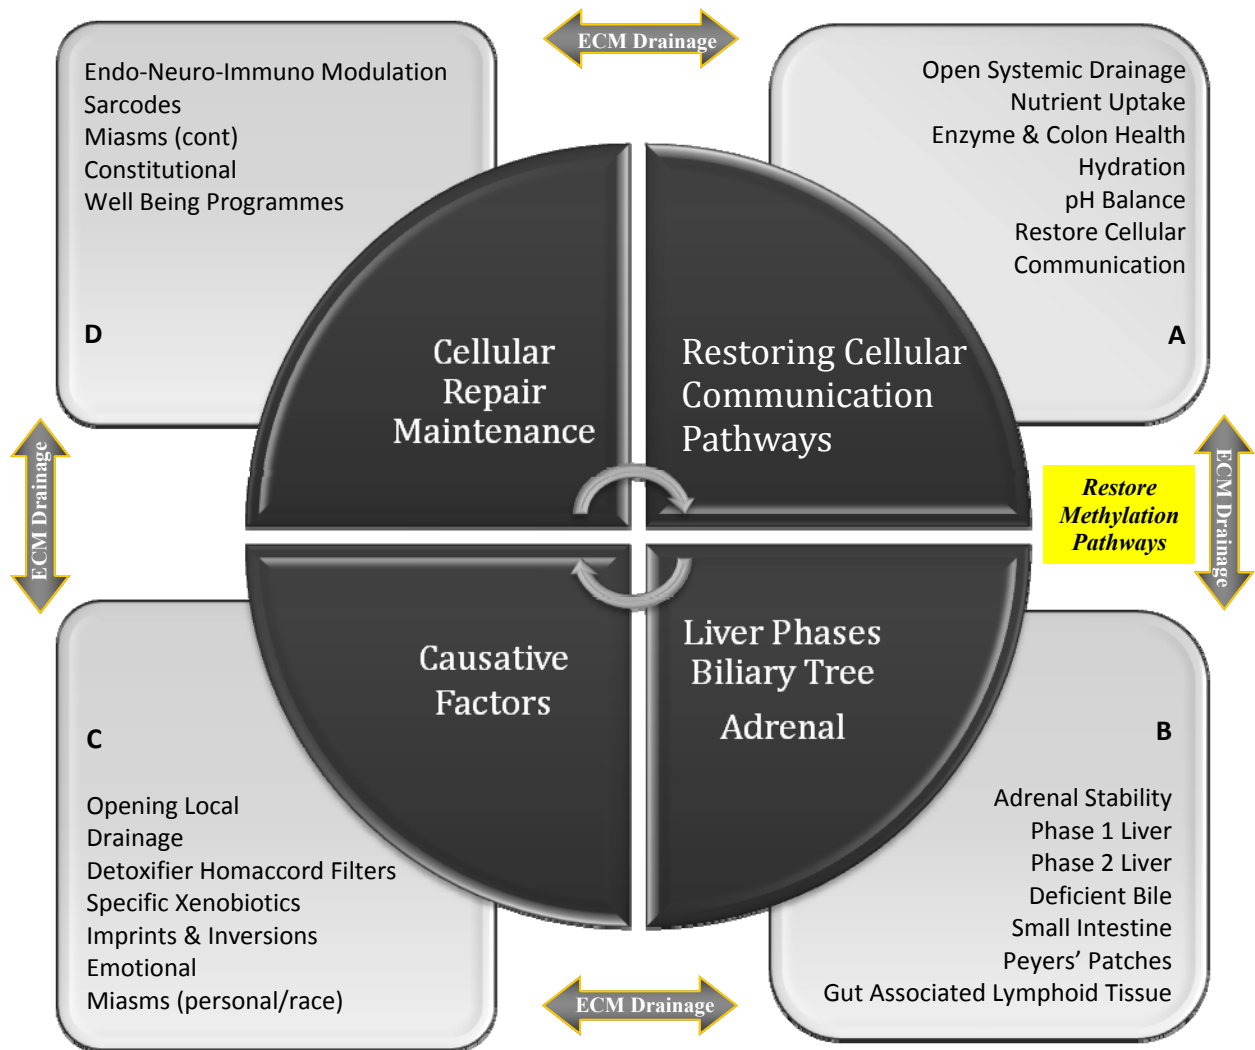 ECM Drainage
Endo-Neuro-Immuno Modulation
Sarcodes
Miasms (cont)
Constitutional
Well Being Programmes
D
Open Systemic Drainage
Nutrient Uptake
Enzyme & Colon Health
Hydration
pH Balance
Restore Cellular
Communication
A
Cellular
Repair
Maintenance
Restoring Cellular
Communication
Pathways
ECM Drainage
Restore
Methylation
Pathways
ECM Drainage
Causative
Factors
Liver Phases
Biliary Tree
Adrenal
C
Opening Local
Drainage
Detoxifier Homaccord Filters
Specific Xenobiotics
Imprints & Inversions
Emotional
Miasms (personal/race)
B
Adrenal Stability
Phase 1 Liver
Phase 2 Liver
Deficient Bile
Small Intestine
Peyers’ Patches
Gut Associated Lymphoid Tissue
ECM Drainage